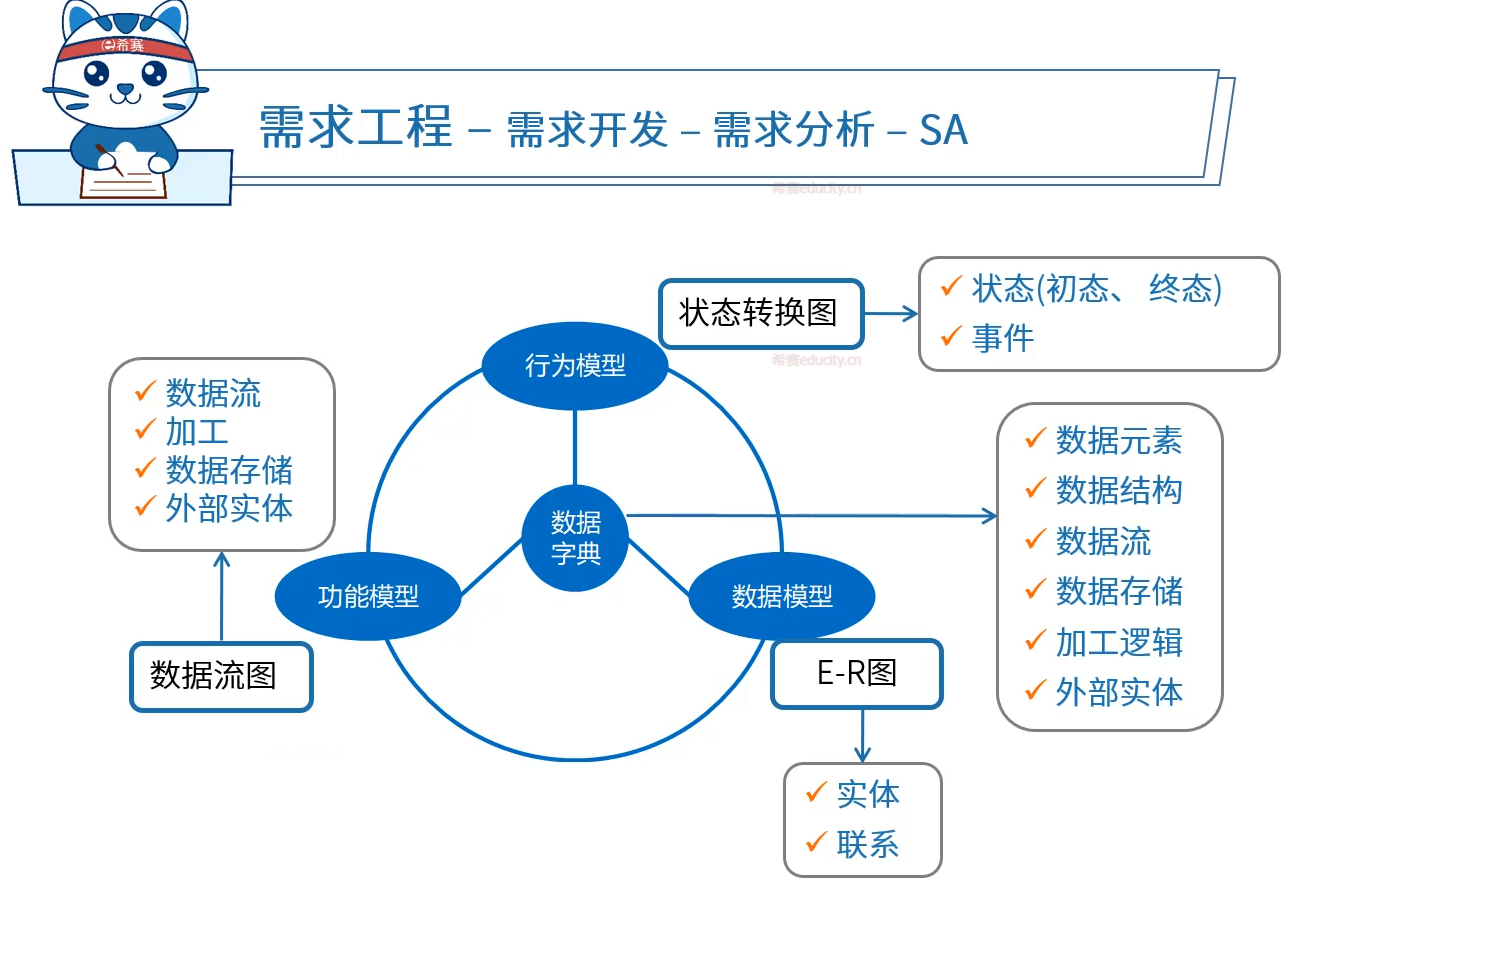 e希赛
需求工程 – 需求开发 – 需求分析 – SA
希赛educity.cn
状态转换图
状态(初态、 终态)
事件
希赛educity.cn
行为模型
数据流
加工
数据存储
外部实体
数据
字典
功能模型
数据模型
数据流图
E-R图
数据元素
数据结构
数据流
数据存储
加工逻辑
外部实体
实体
联系